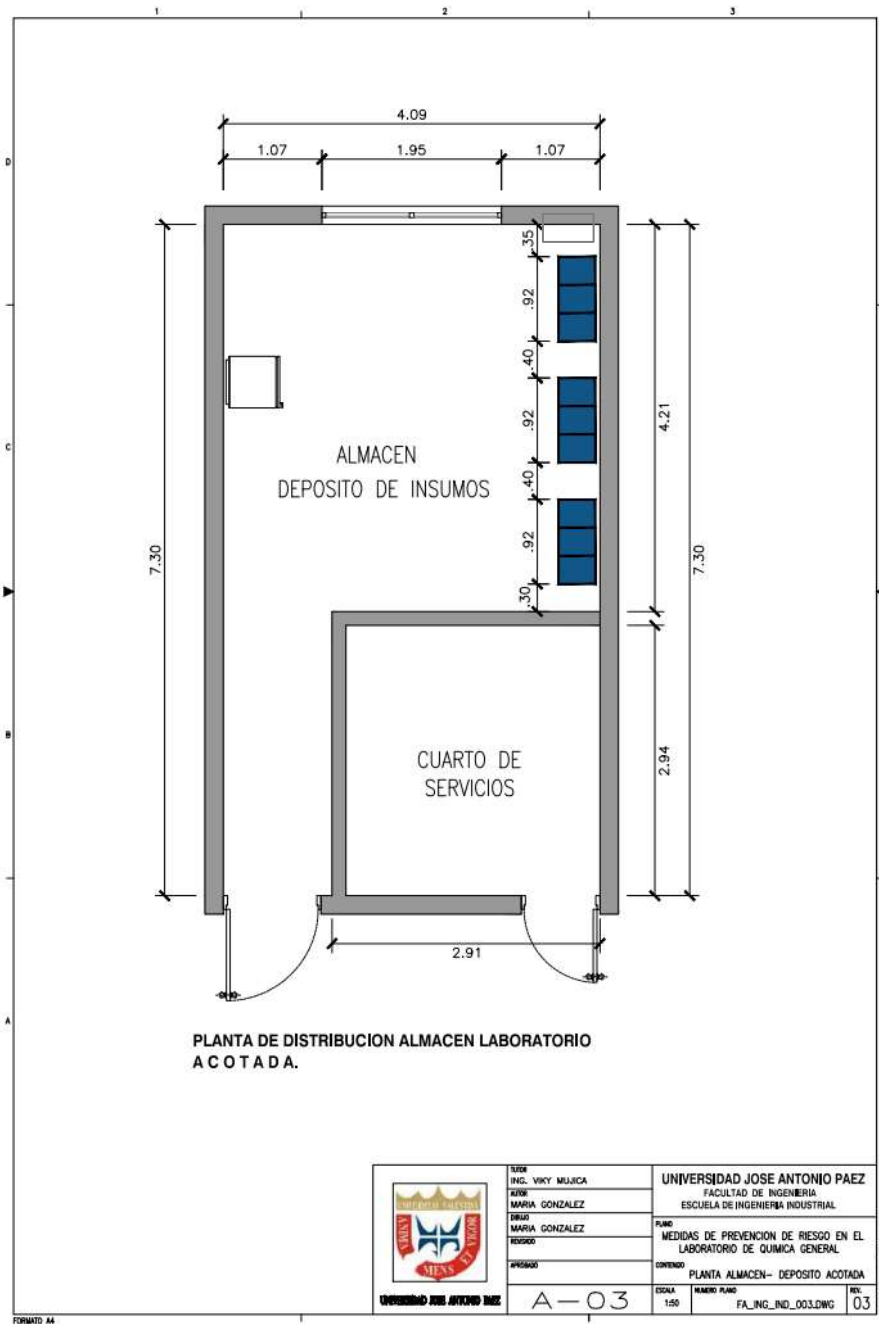 1
2
3
D
C
B
A
4.09
1.07
1.95
1.07
.35
.92
.40
.92
.40
.92
.30
4.21
7.30
7.30
2.94
ALMACEN
DEPOSITO DE INSUMOS
CUARTO DE
SERVICIOS
2.91
PLANTA DE DISTRIBUCION ALMACEN LABORATORIO
ACOTADA.
UNIVERSITAS VALENTINA
ANIMA
MENS ET VIGOR
UNIVERSIDAD JOSE ANTONIO PAEZ
TUTOR
ING. VIKY MUJICA
AUTOR
MARIA GONZALEZ
DIBUJO
MARIA GONZALEZ
REVISADO
APROBADO
A-03
UNIVERSIDAD JOSE ANTONIO PAEZ
FACULTAD DE INGENIERIA
ESCUELA DE INGENIERIA INDUSTRIAL
PLANO
MEDIDAS DE PREVENCION DE RIESGO EN EL
LABORATORIO DE QUIMICA GENERAL
CONTENIDO
PLANTA ALMACEN- DEPOSITO ACOTADA
ESCALA
1:50
NUMERO PLANO
FA_ING_IND_003.DWG
REV.
03
FORMATO A4